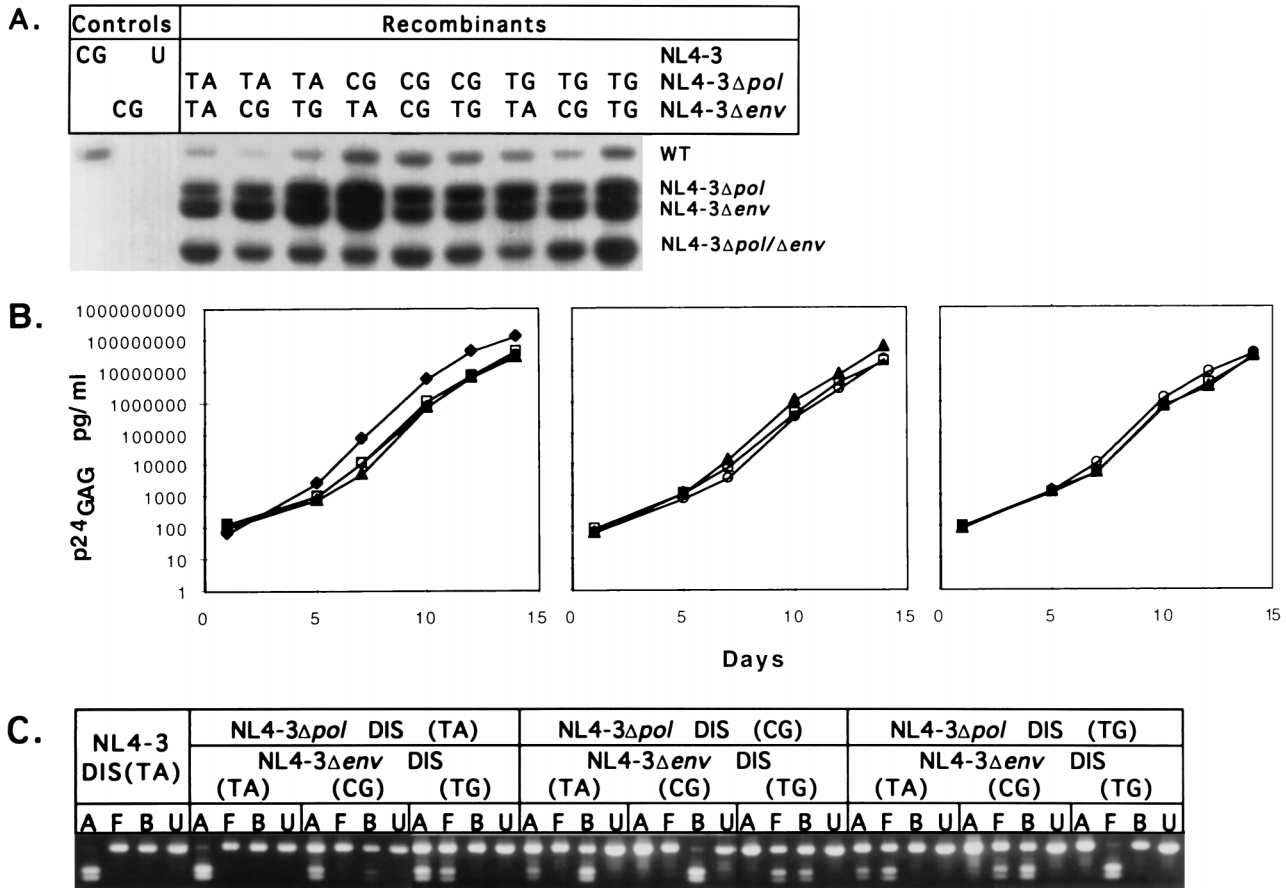 A.
Controls Recombinants
CG U NL4-3
TA TA TA CG CG CG TG TG TG NL4-3Δpol
CG TA CG TG TA CG TG TA CG TG NL4-3Δenv
WT
NL4-3Δpol
NL4-3Δenv
NL4-3Δpol/Δenv
B.
p24GAG pg/ml
1000000000
100000000
10000000
1000000
100000
10000
1000
100
10
1
0 5 10 15 0 5 10 15 0 5 10 15
Days
C.
NL4-3 DIS(TA)
NL4-3Δpol DIS (TA) NL4-3Δpol DIS (CG) NL4-3Δpol DIS (TG)
NL4-3Δenv DIS NL4-3Δenv DIS NL4-3Δenv DIS
(TA) (CG) (TG) (TA) (CG) (TG) (TA) (CG) (TG)
A F B U A F B U A F B U A F B U A F B U A F B U A F B U A F B U A F B U A F B U